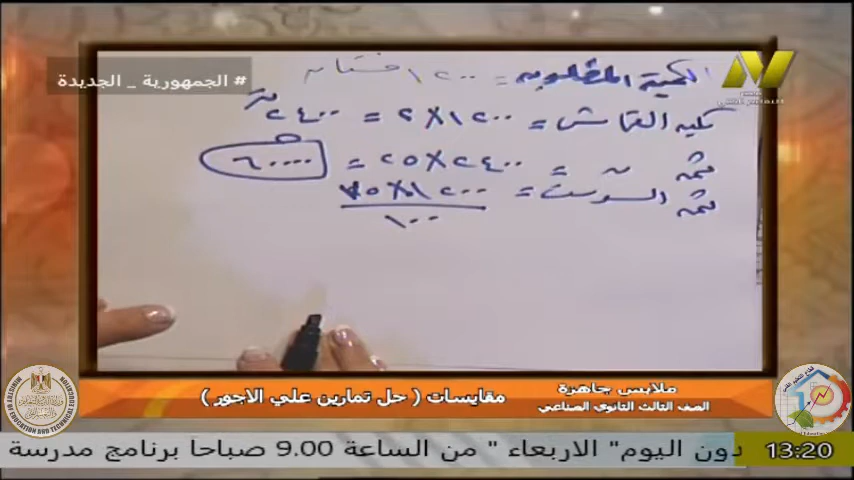 # الجمهورية _ الجديدة
الكمية المطلوبة = ١٢٠٠ فستان
كمية القماش = ١٢٠٠ × ٢ = ٢٤٠٠ م
ثمن = ٢٤٠٠ × ٢٥ = ٦٠٠٠٠
ثمن السوست = ١٢٠٠ × ٧٥
١٠٠
ملابس جاهزة
الصف الثالث الثانوي الصناعي
مقايسات ( حل تمارين علي الاجور )
دون اليوم" الاربعاء " من الساعة 9.00 صباحا برنامج مدرسة
13:20